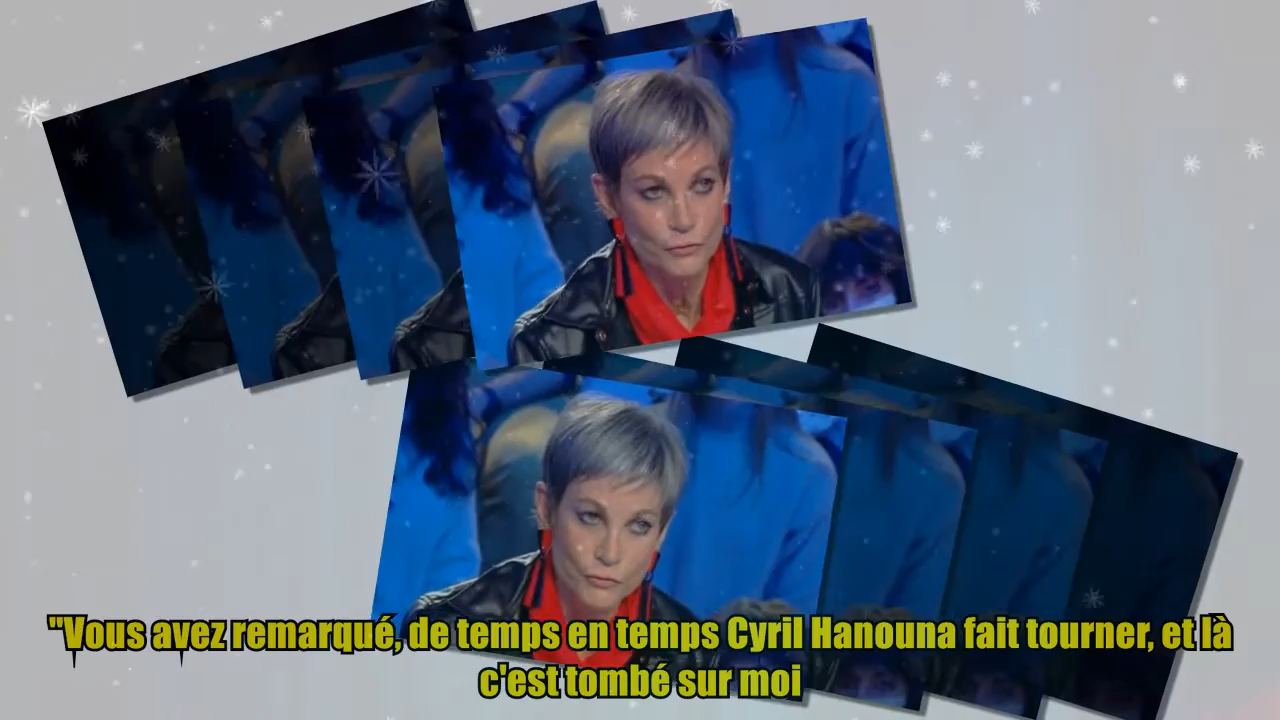 "Vous avez remarqué, de temps en temps Cyril Hanouna fait tourner, et là
c'est tombé sur moi